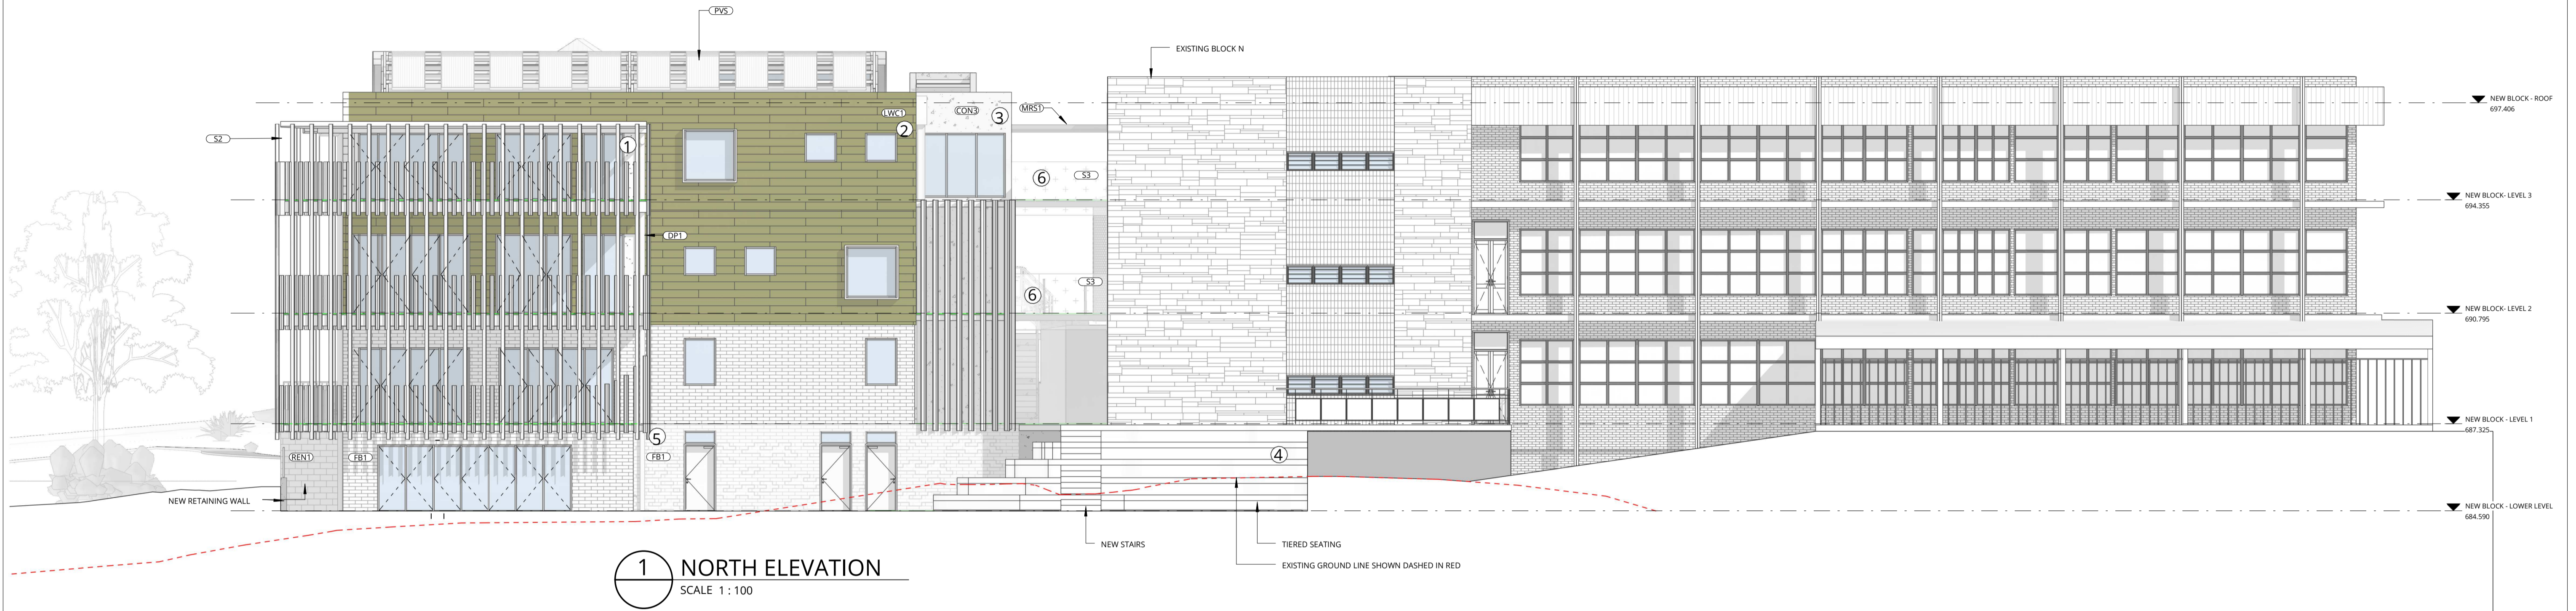 PVS
EXISTING BLOCK N
NEW BLOCK - ROOF
697.406
LWC1
CON3
MRS1
2
3
S2
1
6
S3
NEW BLOCK- LEVEL 3
694.355
DP1
6
S3
NEW BLOCK- LEVEL 2
690.795
NEW BLOCK - LEVEL 1
687.325
5
REN1
FB1
FB1
4
NEW RETAINING WALL
NEW BLOCK - LOWER LEVEL
684.590
NEW STAIRS
TIERED SEATING
EXISTING GROUND LINE SHOWN DASHED IN RED
1
NORTH ELEVATION
SCALE 1 : 100